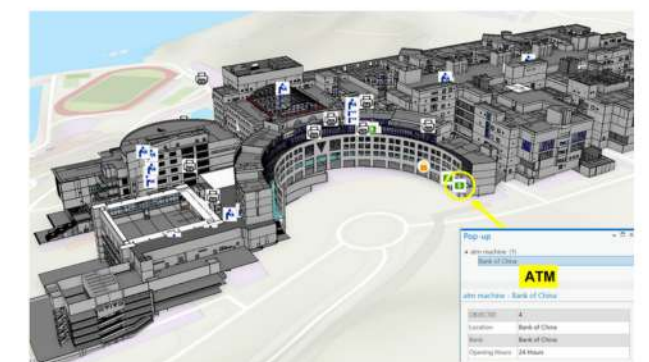 Pop-up
atm machine (1)
Bank of China
ATM
atm machine - Bank of China
OBJECTID 4
Location Bank of China
Bank Bank of China
Opening Hours 24 Hours